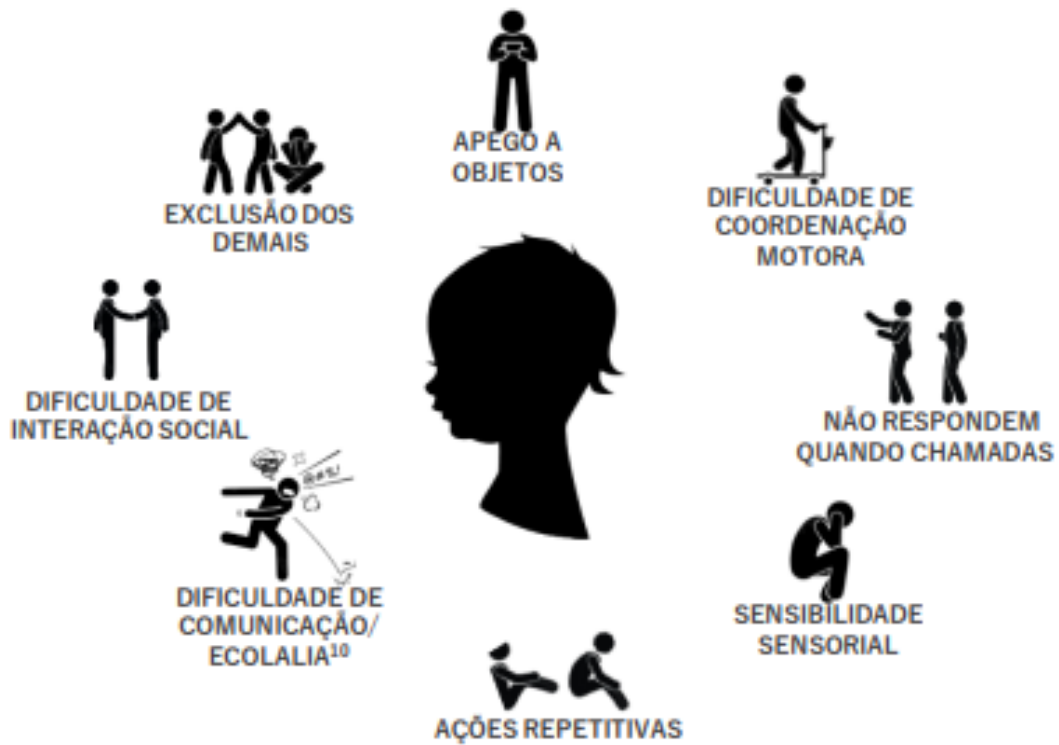 APEGO A
OBJETOS
DIFICULDADE DE
COORDENAÇÃO
MOTORA
EXCLUSÃO DOS
DEMAIS
DIFICULDADE DE
INTERAÇÃO SOCIAL
NÃO RESPONDEM
QUANDO CHAMADAS
DIFICULDADE DE
COMUNICAÇÃO/
ECOLALIA¹⁰
SENSIBILIDADE
SENSORIAL
AÇÕES REPETITIVAS